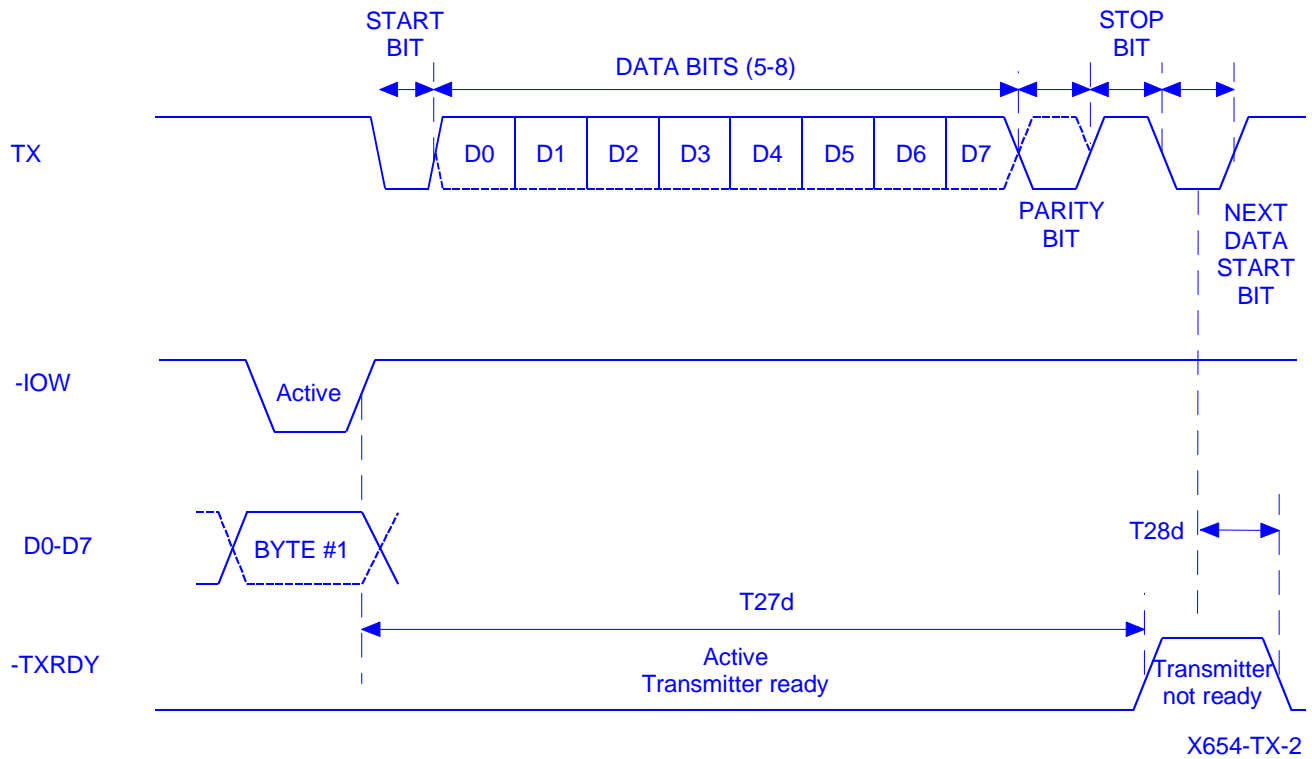 START
BIT
STOP
BIT
DATA BITS (5-8)
TX
D0
D1
D2
D3
D4
D5
D6
D7
PARITY
BIT
NEXT
DATA
START
BIT
-IOW
Active
D0-D7
BYTE #1
T28d
T27d
-TXRDY
Active
Transmitter ready
Transmitter
not ready
X654-TX-2